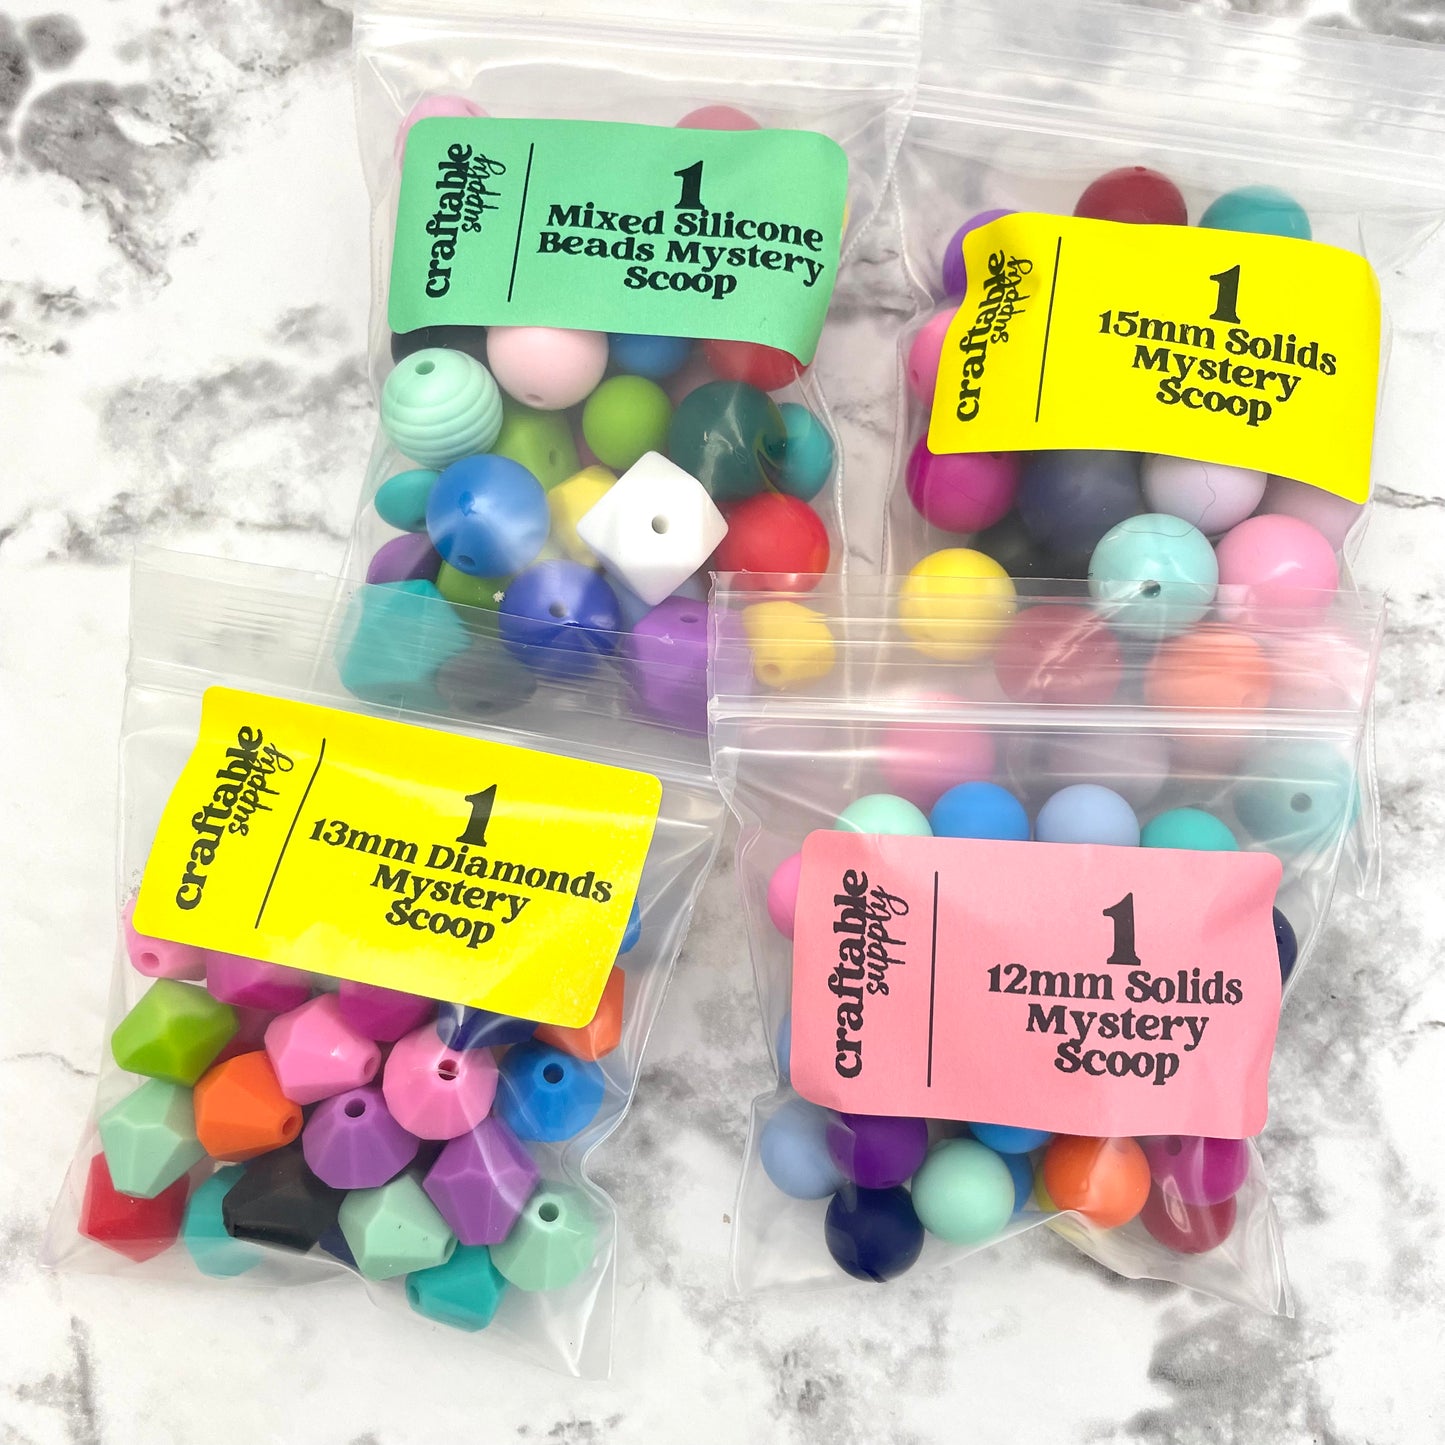 craftable
supply
1
Mixed Silicone
Beads Mystery
Scoop
craftable
supply
1
15mm Solids
Mystery
Scoop
craftable
supply
1
13mm Diamonds
Mystery
Scoop
craftable
supply
1
12mm Solids
Mystery
Scoop